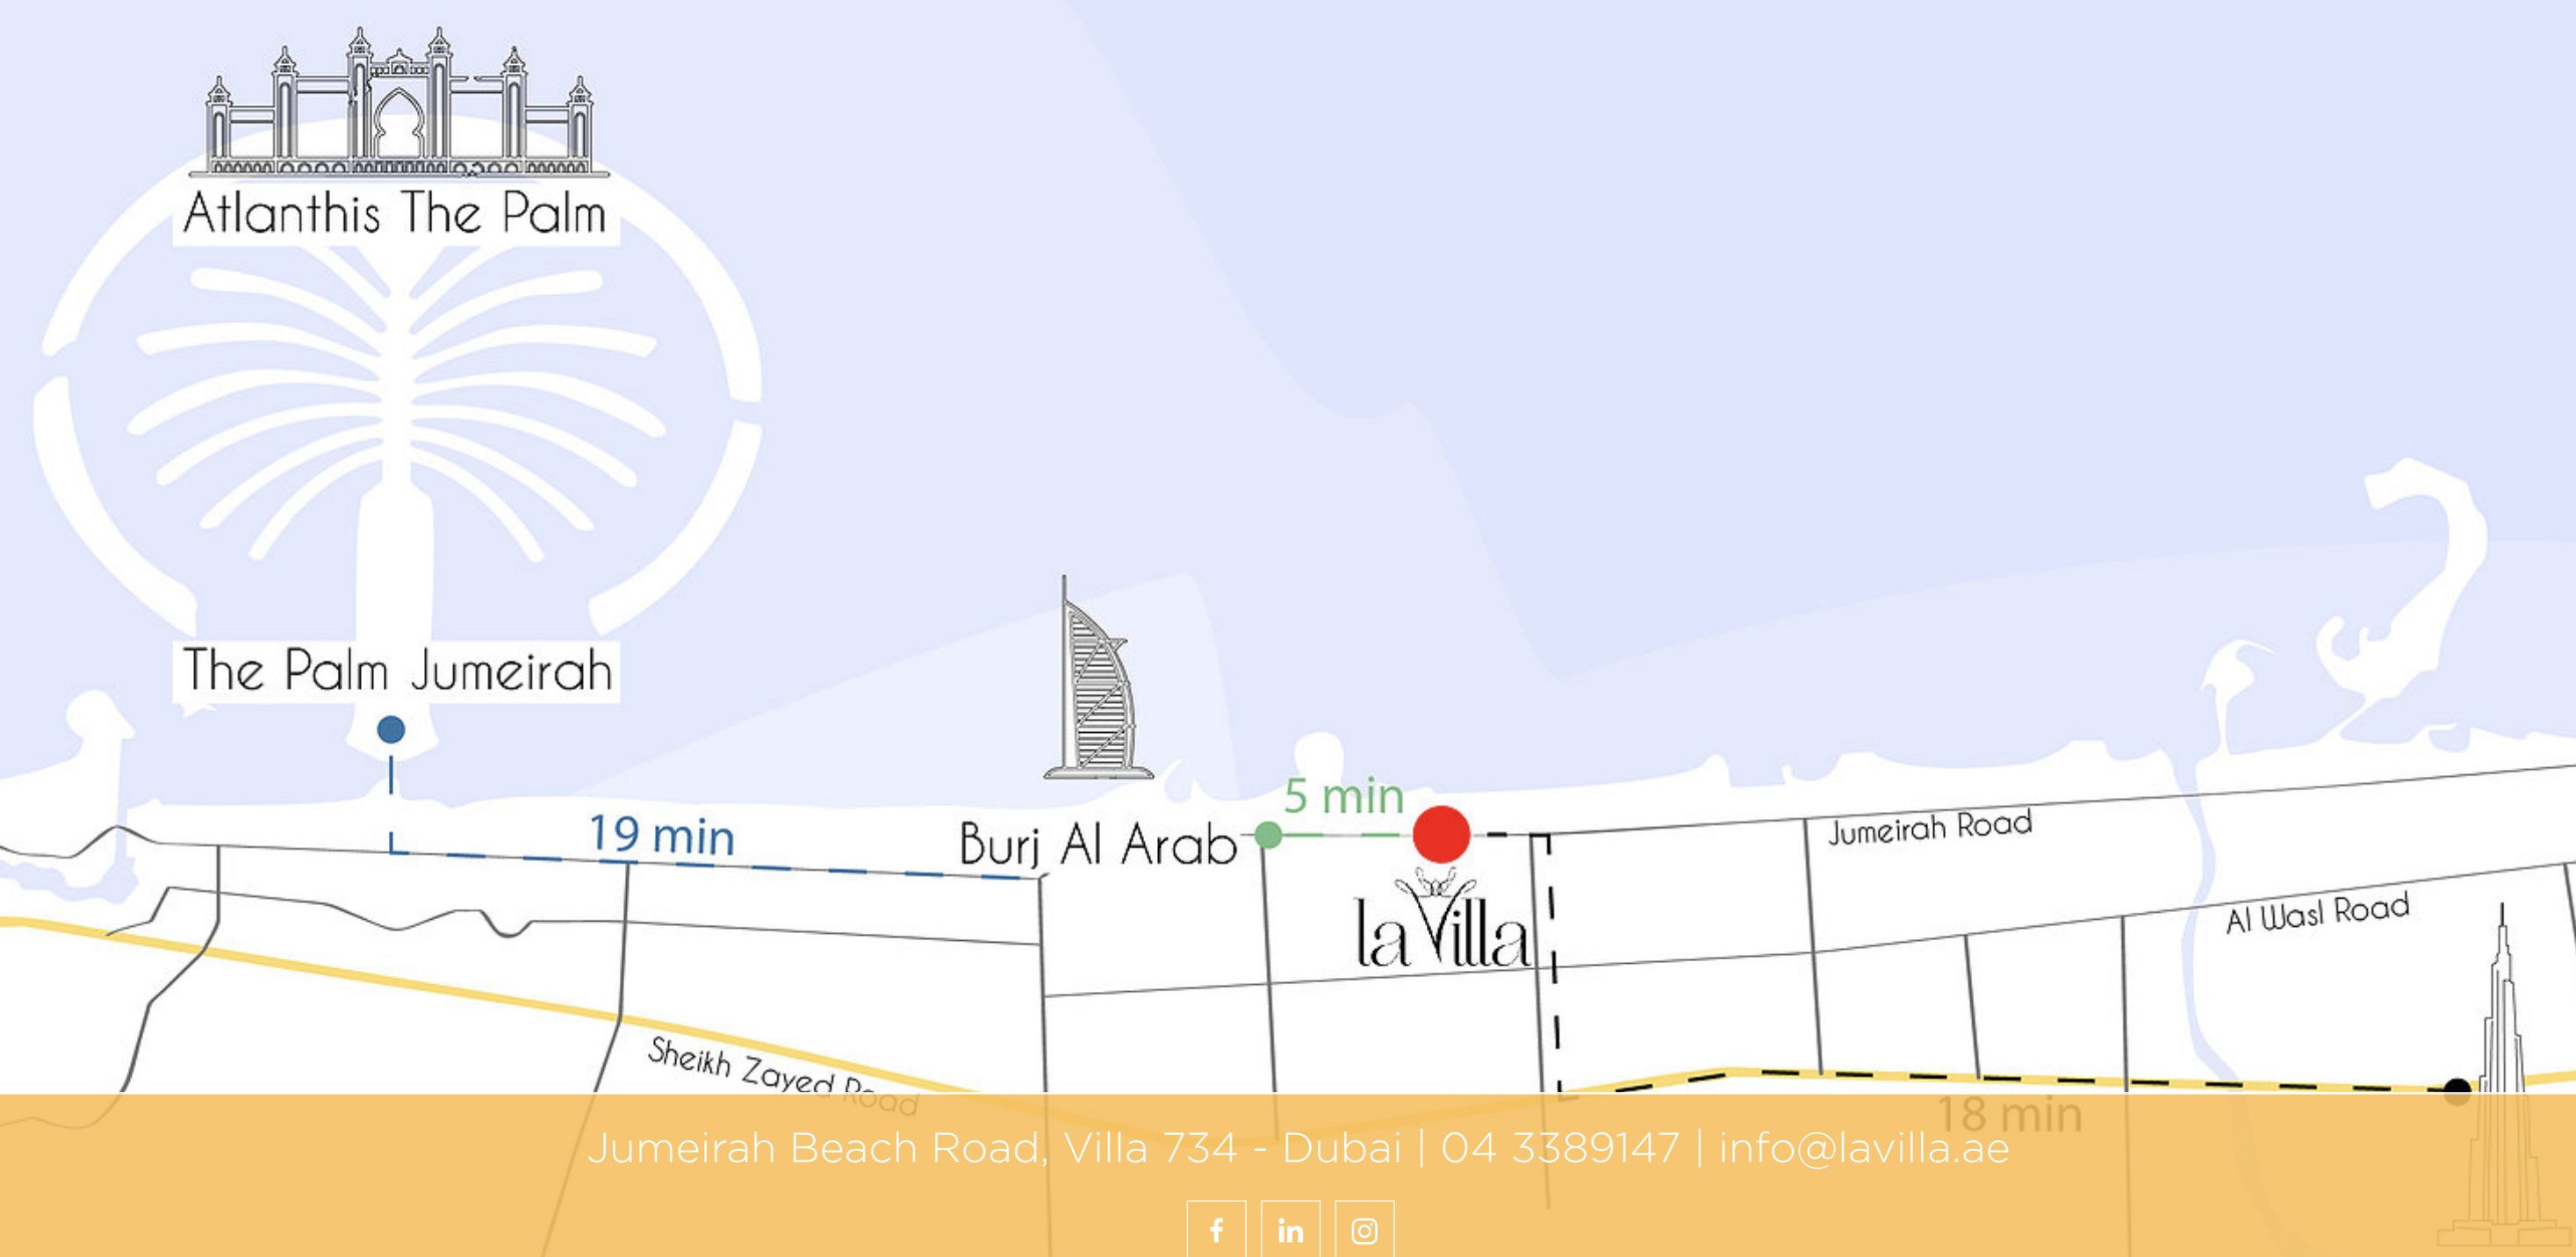 Atlanthis The Palm
The Palm Jumeirah
19 min
Burj Al Arab
5 min
la Villa
Jumeirah Road
Al Wasl Road
Sheikh Zayed Road
18 min
Jumeirah Beach Road, Villa 734 - Dubai | 04 3389147 | info@lavilla.ae
f
in